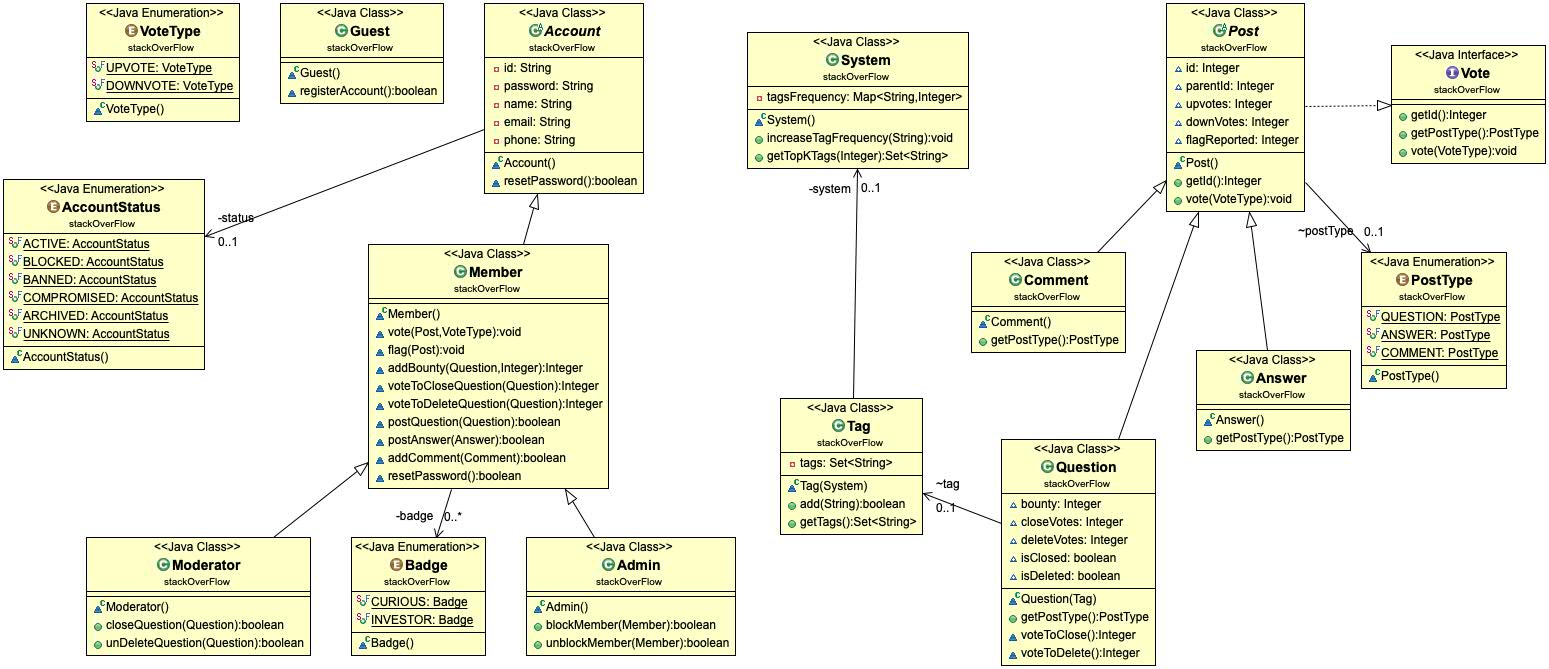 <<Java Enumeration>>
VoteType
stackOverFlow
UPVOTE: VoteType
DOWNVOTE: VoteType
VoteType()
<<Java Class>>
Guest
stackOverFlow
Guest()
registerAccount():boolean
<<Java Class>>
Account
stackOverFlow
id: String
password: String
name: String
email: String
phone: String
Account()
resetPassword():boolean
<<Java Class>>
System
stackOverFlow
tagsFrequency: Map<String,Integer>
System()
increaseTagFrequency(String):void
getTopKTags(Integer):Set<String>
-system
0..1
<<Java Class>>
Post
stackOverFlow
id: Integer
parentId: Integer
upvotes: Integer
downVotes: Integer
flagReported: Integer
Post()
getId():Integer
vote(VoteType):void
<<Java Interface>>
Vote
stackOverFlow
getId():Integer
getPostType():PostType
vote(VoteType):void
<<Java Enumeration>>
AccountStatus
stackOverFlow
ACTIVE: AccountStatus
BLOCKED: AccountStatus
BANNED: AccountStatus
COMPROMISED: AccountStatus
ARCHIVED: AccountStatus
UNKNOWN: AccountStatus
AccountStatus()
-status
0..1
<<Java Class>>
Member
stackOverFlow
Member()
vote(Post,VoteType):void
flag(Post):void
addBounty(Question,Integer):Integer
voteToCloseQuestion(Question):Integer
voteToDeleteQuestion(Question):Integer
postQuestion(Question):boolean
postAnswer(Answer):boolean
addComment(Comment):boolean
resetPassword():boolean
-badge
0..*
<<Java Class>>
Comment
stackOverFlow
Comment()
getPostType():PostType
~postType
0..1
<<Java Enumeration>>
PostType
stackOverFlow
QUESTION: PostType
ANSWER: PostType
COMMENT: PostType
PostType()
<<Java Class>>
Answer
stackOverFlow
Answer()
getPostType():PostType
<<Java Class>>
Tag
stackOverFlow
tags: Set<String>
Tag(System)
add(String):boolean
getTags():Set<String>
~tag
0..1
<<Java Class>>
Question
stackOverFlow
bounty: Integer
closeVotes: Integer
deleteVotes: Integer
isClosed: boolean
isDeleted: boolean
Question(Tag)
getPostType():PostType
voteToClose():Integer
voteToDelete():Integer
<<Java Class>>
Moderator
stackOverFlow
Moderator()
closeQuestion(Question):boolean
unDeleteQuestion(Question):boolean
<<Java Enumeration>>
Badge
stackOverFlow
CURIOUS: Badge
INVESTOR: Badge
Badge()
<<Java Class>>
Admin
stackOverFlow
Admin()
blockMember(Member):boolean
unblockMember(Member):boolean